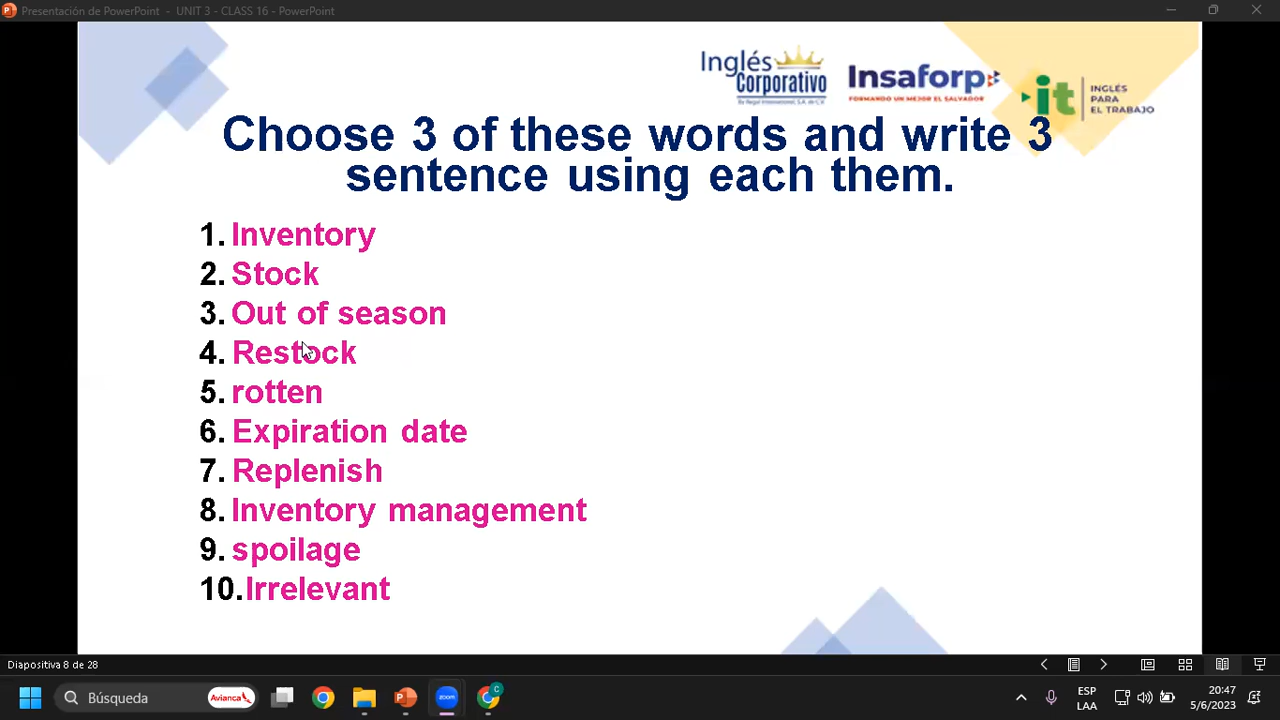 Presentación de PowerPoint - UNIT 3 - CLASS 16 - PowerPoint
Inglés
Corporativo
Insaforp
FORMANDO UN MEJOR EL SALVADOR
it
INGLÉS
PARA
EL TRABAJO
Choose 3 of these words and write 3
sentence using each them.
1. Inventory
2. Stock
3. Out of season
4. Restock
5. rotten
6. Expiration date
7. Replenish
8. Inventory management
9. spoilage
10.Irrelevant
Diapositiva 8 de 28
Búsqueda
Avianca
zoom
C
ESP
LAA
20:47
5/6/2023